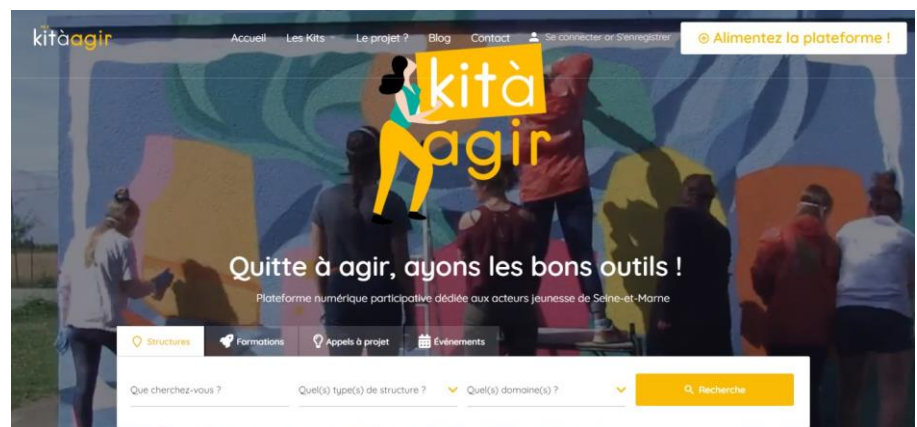 kitàagir
Accueil Les Kits Le projet ? Blog Contact Se connecter or S'enregistrer Alimentez la plateforme !
kità
agir
Quitte à agir, ayons les bons outils !
Plateforme numérique participative dédiée aux acteurs jeunesse de Seine-et-Marne
Structures Formations Appels à projet Événements
Que cherchez-vous ? Quel(s) type(s) de structure ? Quel(s) domaine(s) ? Recherche